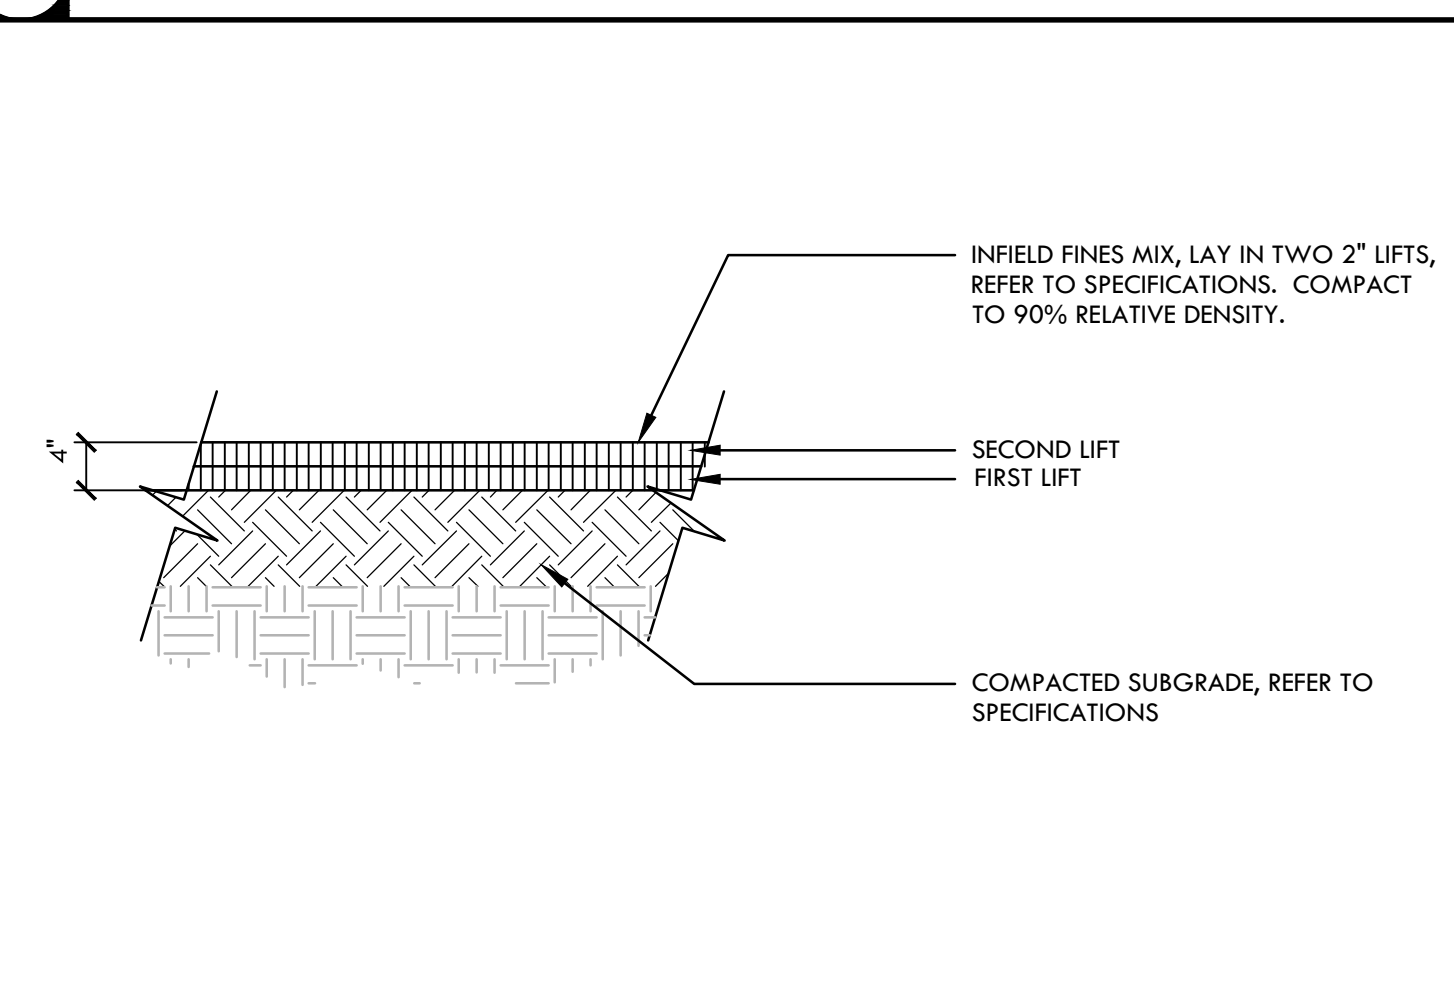 INFIELD FINES MIX, LAY IN TWO 2" LIFTS,
REFER TO SPECIFICATIONS. COMPACT
TO 90% RELATIVE DENSITY.
4"
SECOND LIFT
FIRST LIFT
COMPACTED SUBGRADE, REFER TO
SPECIFICATIONS